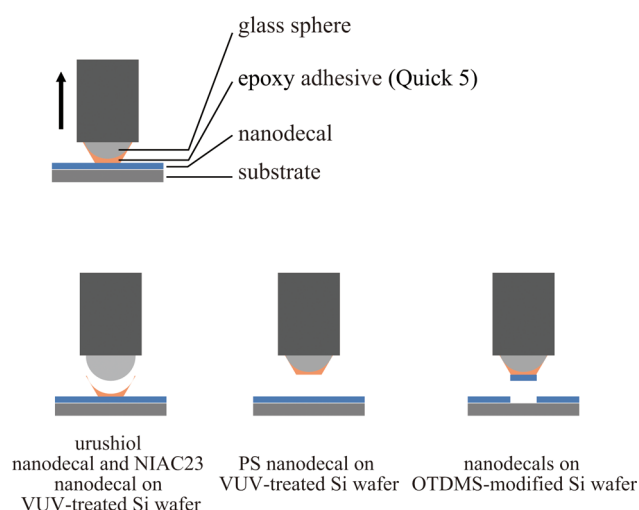 glass sphere
epoxy adhesive (Quick 5)
nanodecal
substrate
urushiol
nanodecal and NIAC23
nanodecal on
VUV-treated Si wafer
PS nanodecal on
VUV-treated Si wafer
nanodecals on
OTDMS-modified Si wafer